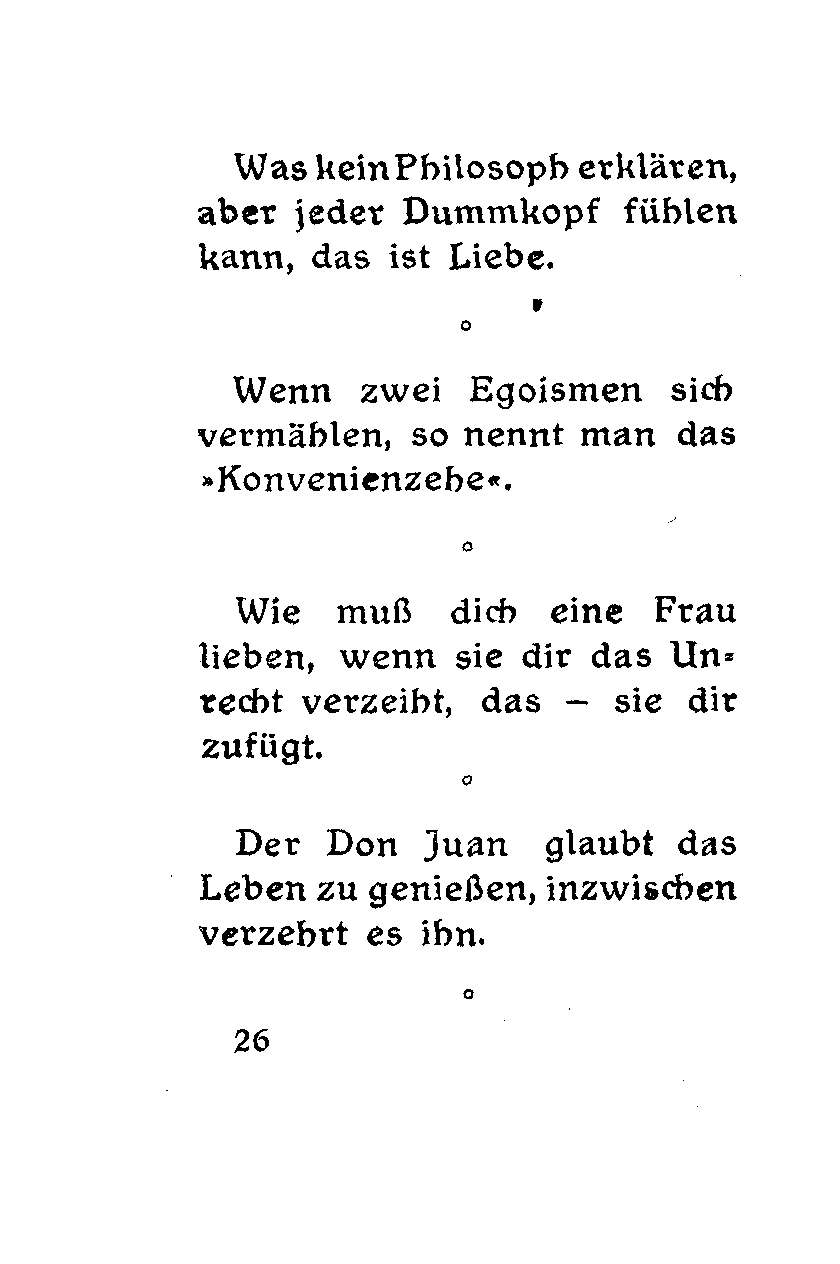 Was kein Philosoph erklären,
aber jeder Dummkopf fühlen
kann, das ist Liebe.
Wenn zwei Egoismen sich
vermählen, so nennt man das
»Konvenienzehe«.
Wie muß dich eine Frau
lieben, wenn sie dir das Un-
recht verzeiht, das – sie dir
zufügt.
Der Don Juan glaubt das
Leben zu genießen, inzwischen
verzehrt es ihn.
26